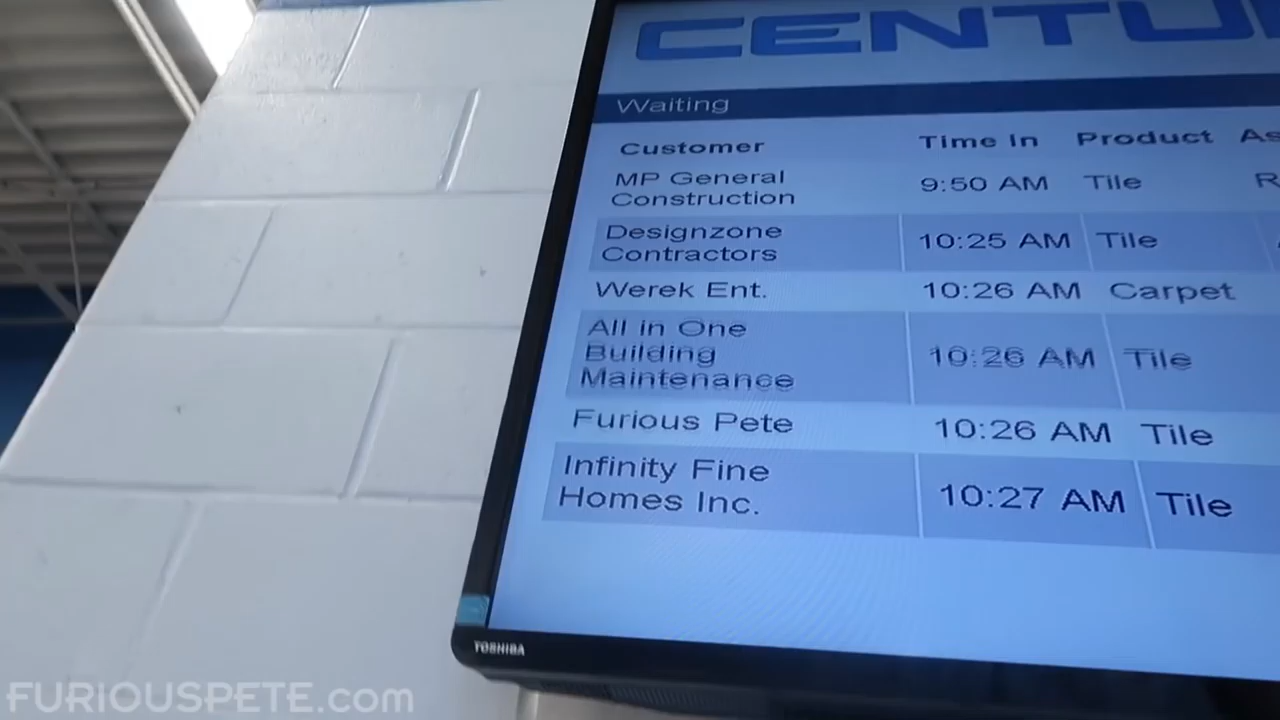 CENTU
Waiting
Customer Time In Product As
MP General
Construction 9:50 AM Tile R
Designzone
Contractors 10:25 AM Tile
Werek Ent. 10:26 AM Carpet
All in One
Building
Maintenance 10:26 AM Tile
Furious Pete 10:26 AM Tile
Infinity Fine
Homes Inc. 10:27 AM Tile
TOSHIBA
FURIOUSPETE.com